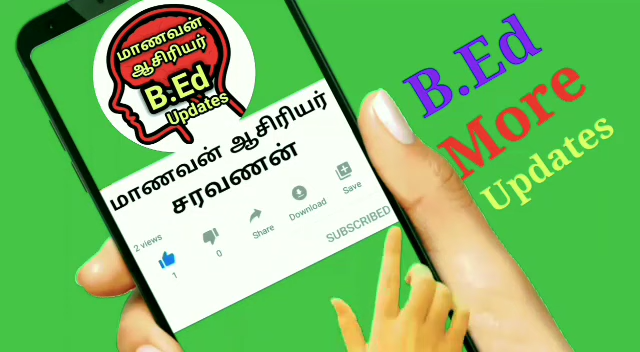 மாணவன்
ஆசிரியர்
B.Ed
Updates
மாணவன் ஆசிரியர்
சரவணன்
2 views
1
0
Share
Download
Save
SUBSCRIBED
B.Ed
More
Updates